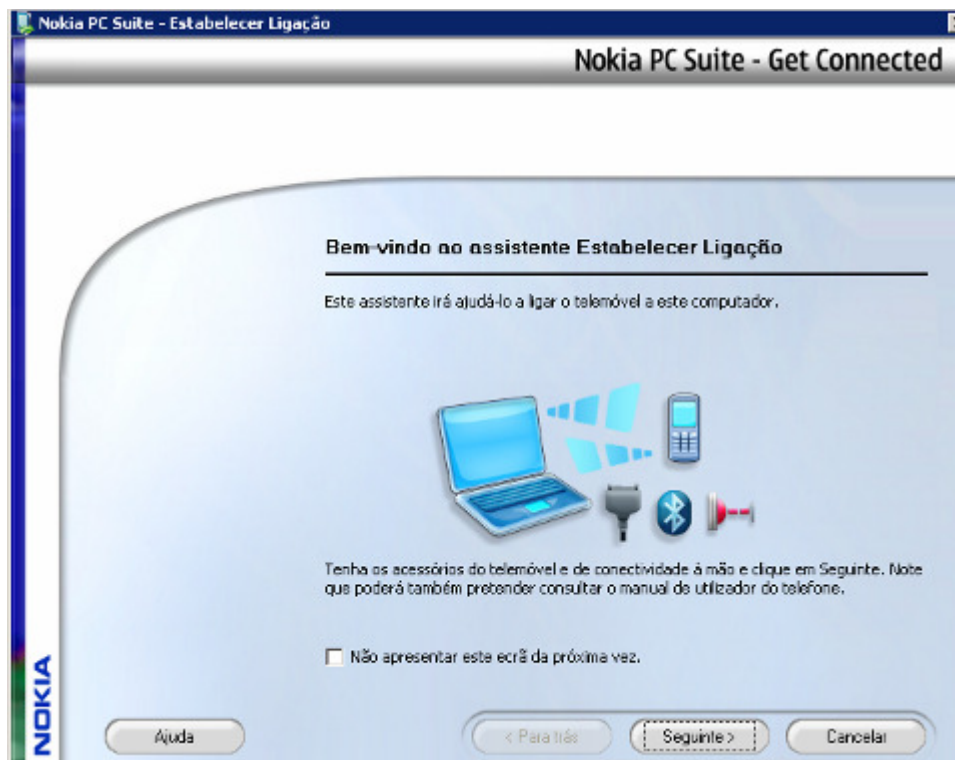 Nokia PC Suite - Estabelecer Ligação
Nokia PC Suite - Get Connected
Bem-vindo ao assistente Estabelecer Ligação
Este assistente irá ajudá-lo a ligar o telemóvel a este computador.
Tenha os acessórios do telemóvel e de conectividade à mão e clique em Seguinte. Note
que poderá também pretender consultar o manual de utilizador do telefone.
Não apresentar este ecrã da próxima vez.
NOKIA
Ajuda
< Para trás
Seguinte >
Cancelar